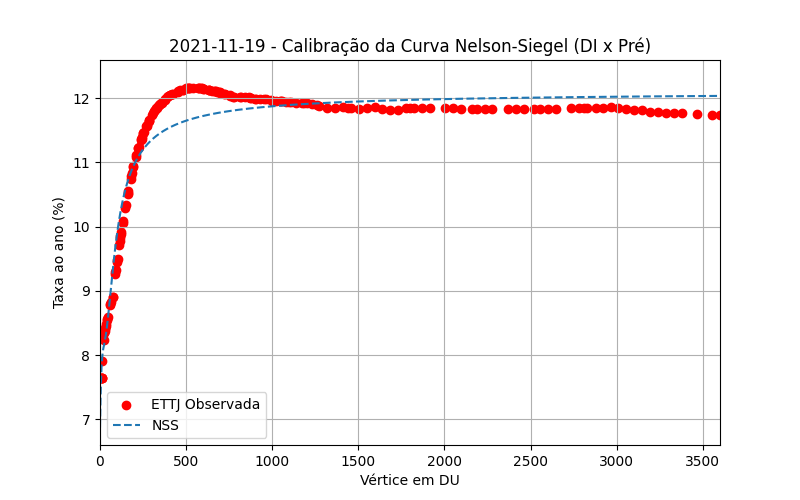 2021-11-19 - Calibração da Curva Nelson-Siegel (DI x Pré)
Taxa ao ano (%)
12
11
10
9
8
7
ETTJ Observada
NSS
0 500 1000 1500 2000 2500 3000 3500
Vértice em DU